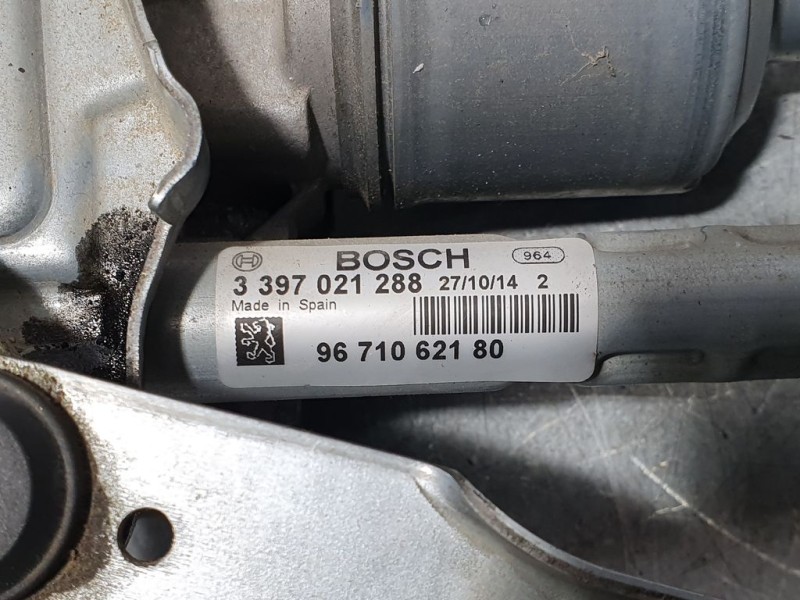 BOSCH 964
3 397 021 288 27/10/14 2
Made in Spain
96 710 621 80